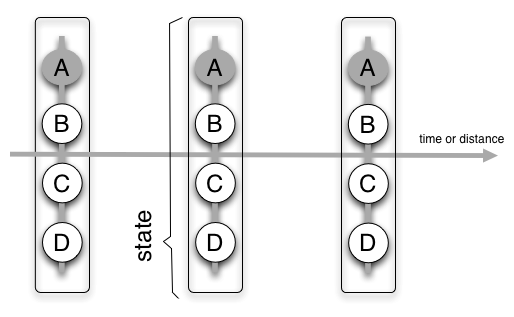 A A A
B B B
time or distance
C C C
state
D D D